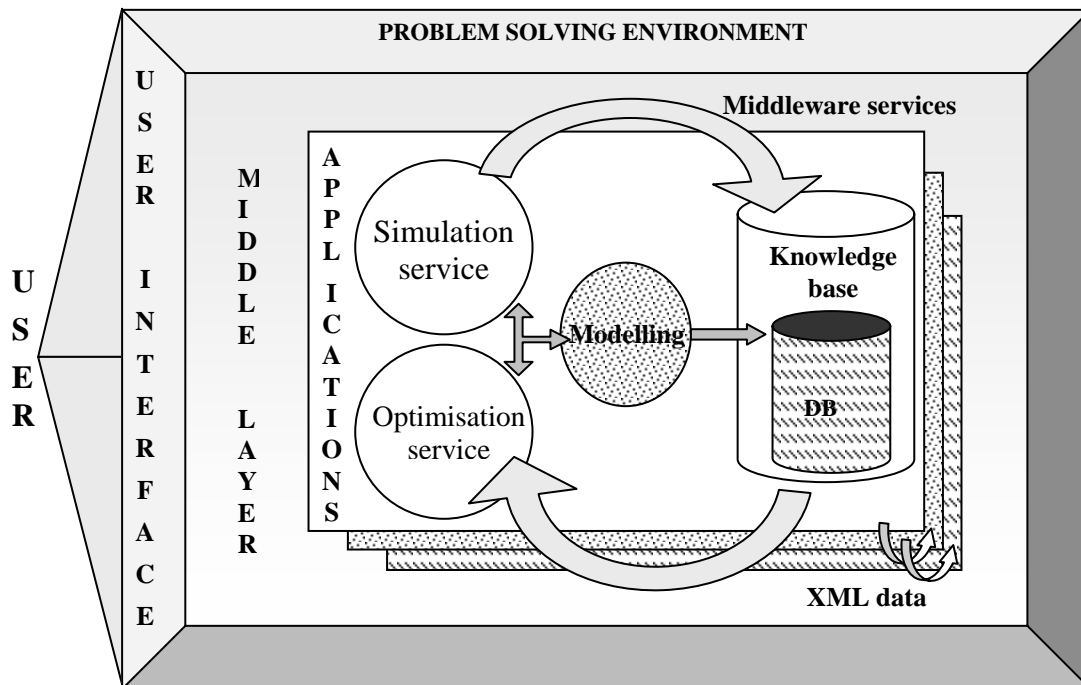 PROBLEM SOLVING ENVIRONMENT
USER
USER INTERFACE
MIDDLE LAYER
APPLICATIONS
Middleware services
Simulation
service
Optimisation
service
Modelling
Knowledge
base
DB
XML data